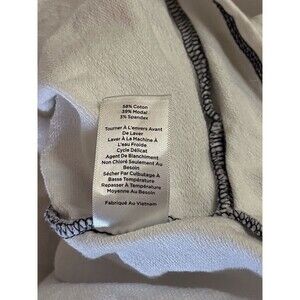 58% Coton
39% Modal
3% Spandex
Tourner À L'envers Avant
De Laver
Laver À La Machine À
L'eau Froide
Cycle Délicat
Agent De Blanchiment
Non Chloré Seulement Au
Besoin
Sécher Par Culbutage À
Basse Température
Repasser À Température
Moyenne Au Besoin
Fabriqué Au Vietnam